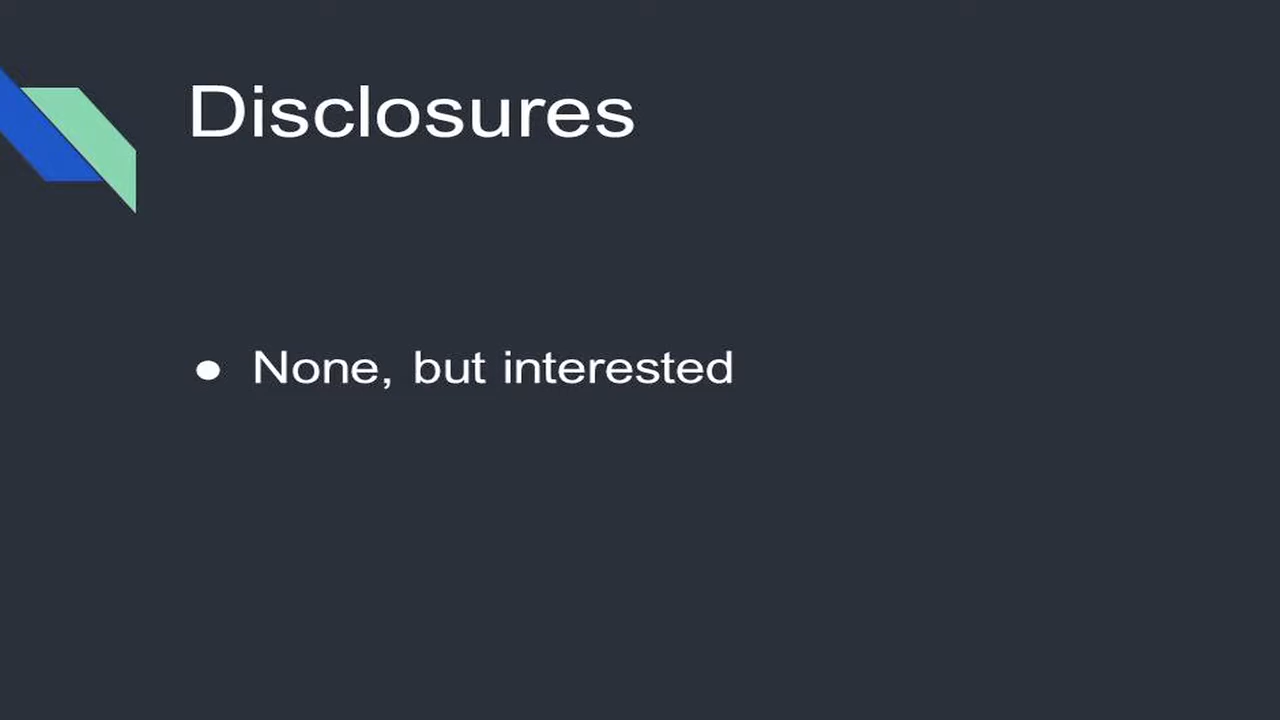 Disclosures
● None, but interested